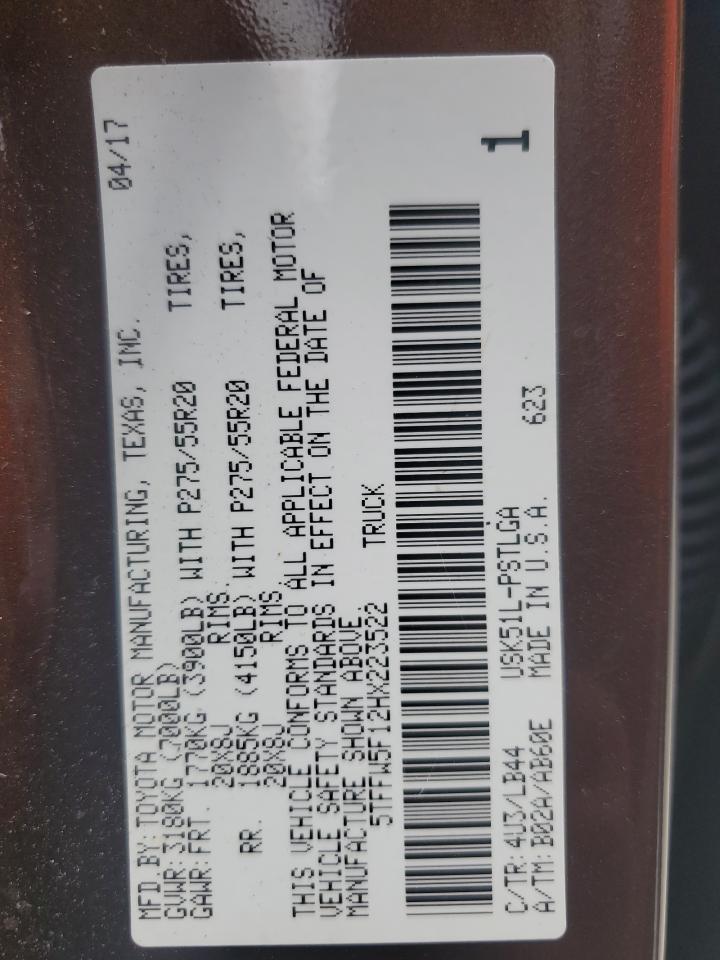 MFD.BY: TOYOTA MOTOR MANUFACTURING, TEXAS, INC. 04/17
GVWR: 3180KG (7000LB)
GAWR: FRT. 1770KG (3900LB) WITH P275/55R20 TIRES,
20X8J RIMS
RR. 1885KG (4150LB) WITH P275/55R20 TIRES,
20X8J RIMS
THIS VEHICLE CONFORMS TO ALL APPLICABLE FEDERAL MOTOR
VEHICLE SAFETY STANDARDS IN EFFECT ON THE DATE OF
MANUFACTURE SHOWN ABOVE.
5TFFW5F12HX223522 TRUCK
1
C/TR: 4U3/LB44 USK51L-PSTLGA
A/TM: B02A/AB60E MADE IN U.S.A. 623